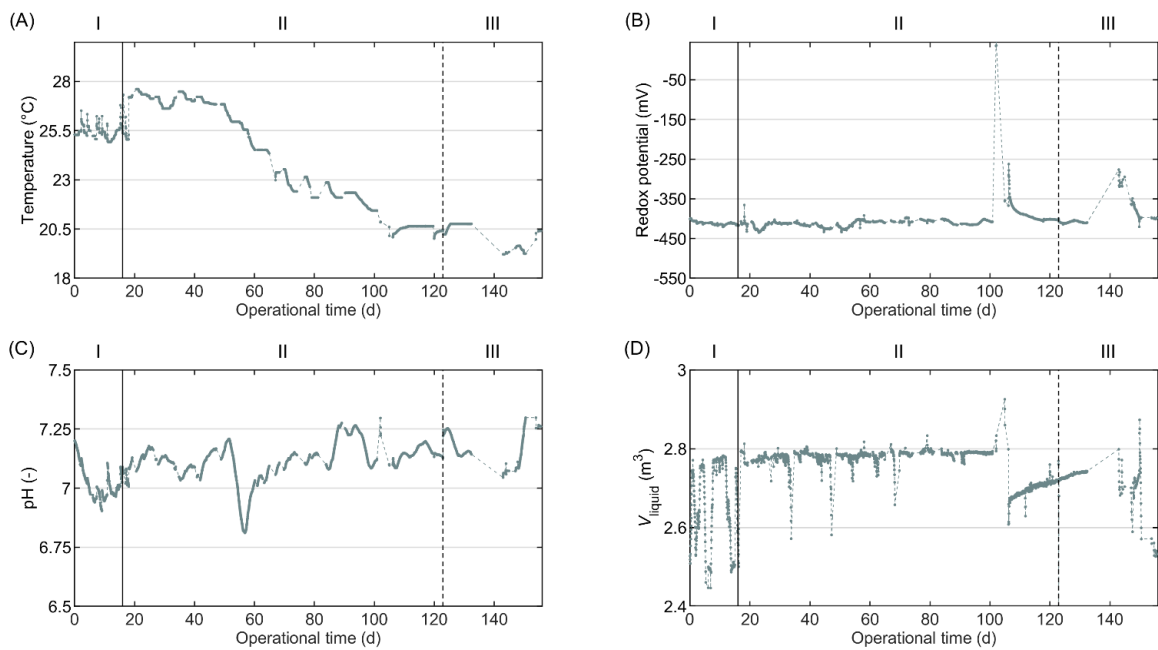 (A)
I II III
Temperature (°C)
28
25.5
23
20.5
18
0 20 40 60 80 100 120 140
Operational time (d)
(B)
I II III
Redox potential (mV)
-50
-150
-250
-350
-450
-550
0 20 40 60 80 100 120 140
Operational time (d)
(C)
I II III
pH (-)
7.5
7.25
7
6.75
6.5
0 20 40 60 80 100 120 140
Operational time (d)
(D)
I II III
V_liquid (m³)
3
2.8
2.6
2.4
0 20 40 60 80 100 120 140
Operational time (d)